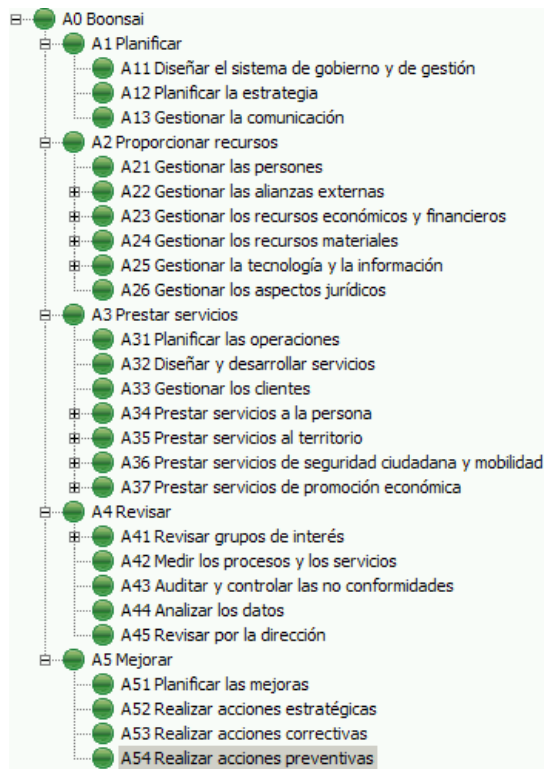 A0 Boonsai
A1 Planificar
A11 Diseñar el sistema de gobierno y de gestión
A12 Planificar la estrategia
A13 Gestionar la comunicación
A2 Proporcionar recursos
A21 Gestionar las persones
A22 Gestionar las alianzas externas
A23 Gestionar los recursos económicos y financieros
A24 Gestionar los recursos materiales
A25 Gestionar la tecnología y la información
A26 Gestionar los aspectos jurídicos
A3 Prestar servicios
A31 Planificar las operaciones
A32 Diseñar y desarrollar servicios
A33 Gestionar los clientes
A34 Prestar servicios a la persona
A35 Prestar servicios al territorio
A36 Prestar servicios de seguridad ciudadana y mobilidad
A37 Prestar servicios de promoción económica
A4 Revisar
A41 Revisar grupos de interés
A42 Medir los procesos y los servicios
A43 Auditar y controlar las no conformidades
A44 Analizar los datos
A45 Revisar por la dirección
A5 Mejorar
A51 Planificar las mejoras
A52 Realizar acciones estratégicas
A53 Realizar acciones correctivas
A54 Realizar acciones preventivas